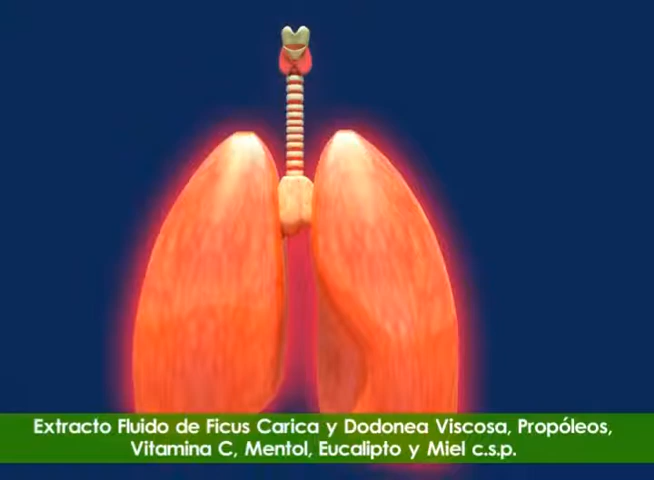 Extracto Fluido de Ficus Carica y Dodonea Viscosa, Propóleos,
Vitamina C, Mentol, Eucalipto y Miel c.s.p.